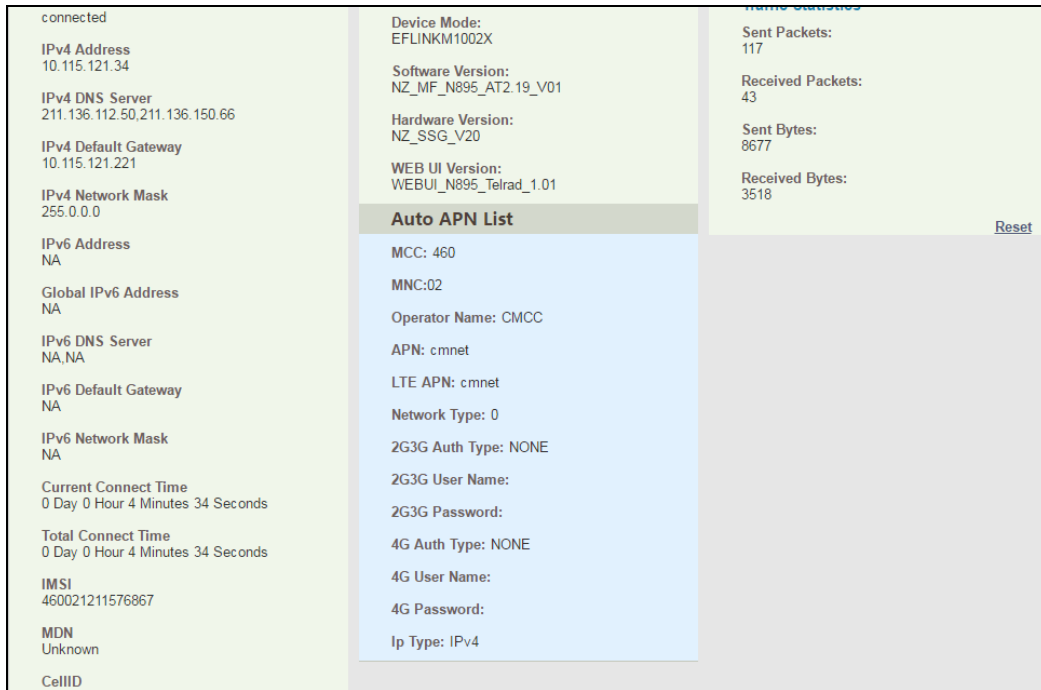 connected
IPv4 Address
10.115.121.34
IPv4 DNS Server
211.136.112.50,211.136.150.66
IPv4 Default Gateway
10.115.121.221
IPv4 Network Mask
255.0.0.0
IPv6 Address
NA
Global IPv6 Address
NA
IPv6 DNS Server
NA,NA
IPv6 Default Gateway
NA
IPv6 Network Mask
NA
Current Connect Time
0 Day 0 Hour 4 Minutes 34 Seconds
Total Connect Time
0 Day 0 Hour 4 Minutes 34 Seconds
IMSI
460021211576867
MDN
Unknown
CellID
Device Mode:
EFLINKM1002X
Software Version:
NZ_MF_N895_AT2.19_V01
Hardware Version:
NZ_SSG_V20
WEB UI Version:
WEBUI_N895_Telrad_1.01
Auto APN List
MCC: 460
MNC:02
Operator Name: CMCC
APN: cmnet
LTE APN: cmnet
Network Type: 0
2G3G Auth Type: NONE
2G3G User Name:
2G3G Password:
4G Auth Type: NONE
4G User Name:
4G Password:
Ip Type: IPv4
Traffic Statistics
Sent Packets:
117
Received Packets:
43
Sent Bytes:
8677
Received Bytes:
3518
Reset